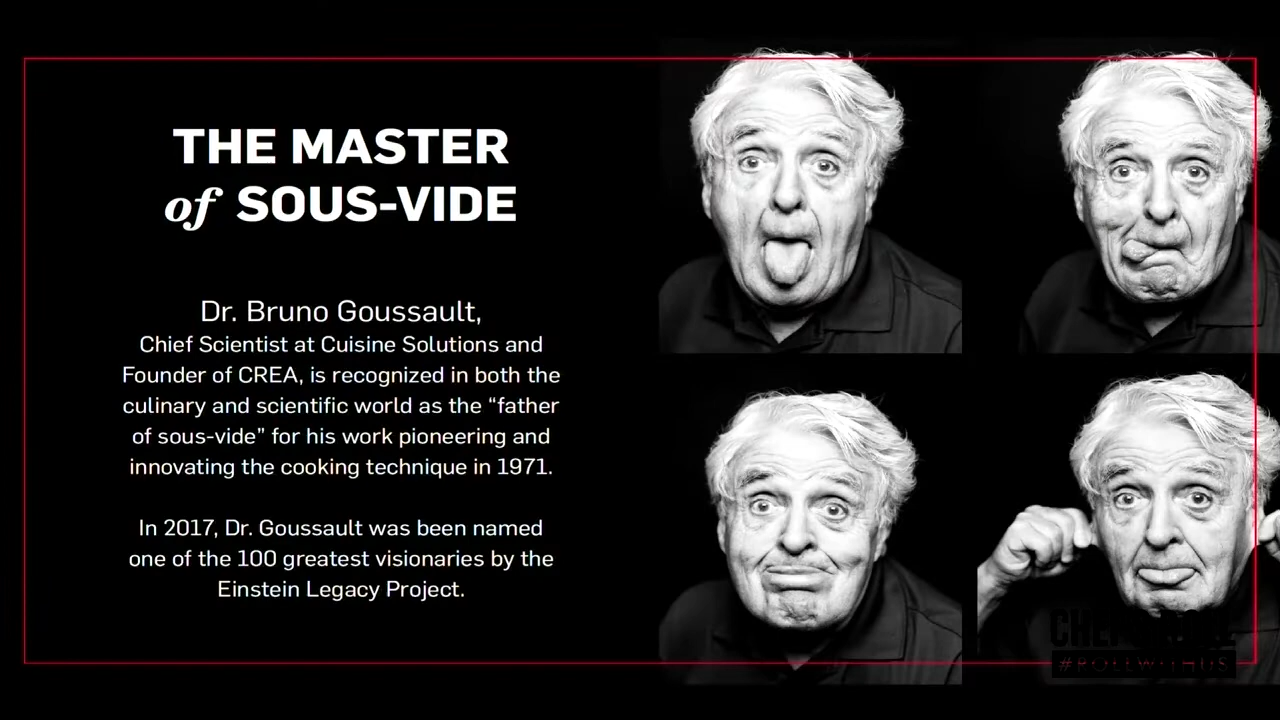 THE MASTER
of SOUS-VIDE
Dr. Bruno Goussault,
Chief Scientist at Cuisine Solutions and
Founder of CREA, is recognized in both the
culinary and scientific world as the “father
of sous-vide” for his work pioneering and
innovating the cooking technique in 1971.
In 2017, Dr. Goussault was been named
one of the 100 greatest visionaries by the
Einstein Legacy Project.
#ROLLWITHUS